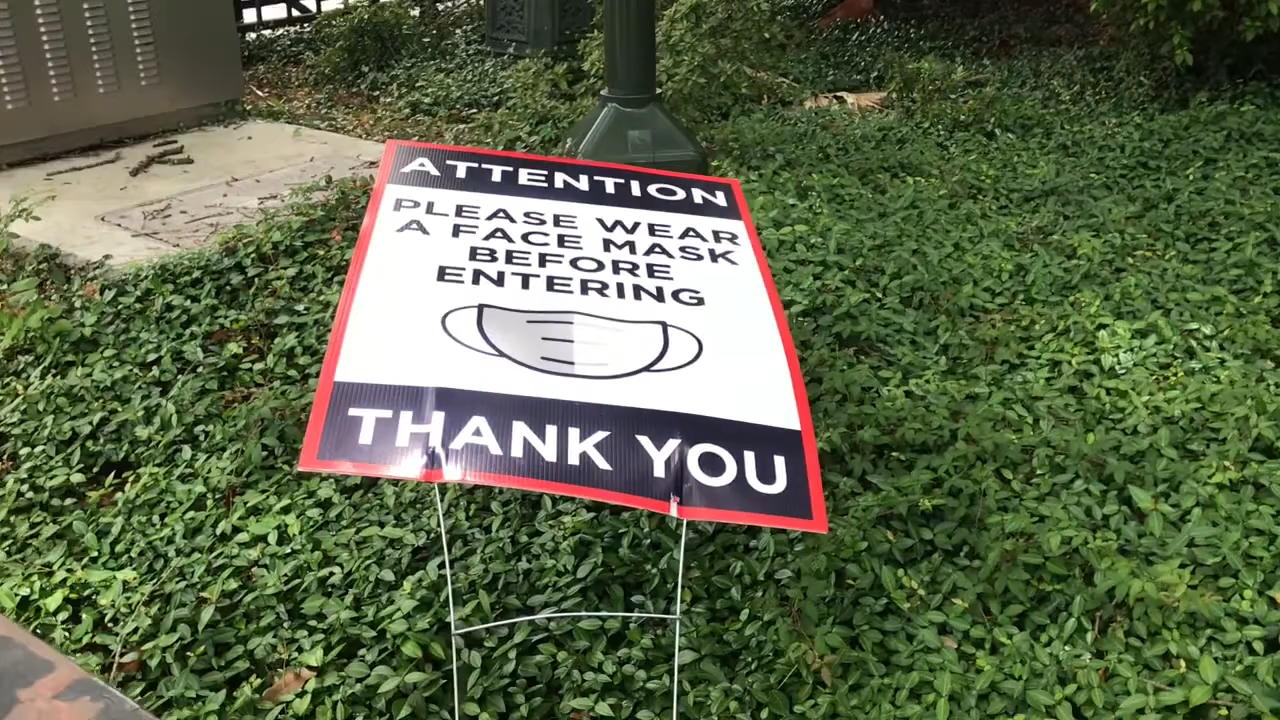 ATTENTION
PLEASE WEAR
A FACE MASK
BEFORE
ENTERING
THANK YOU